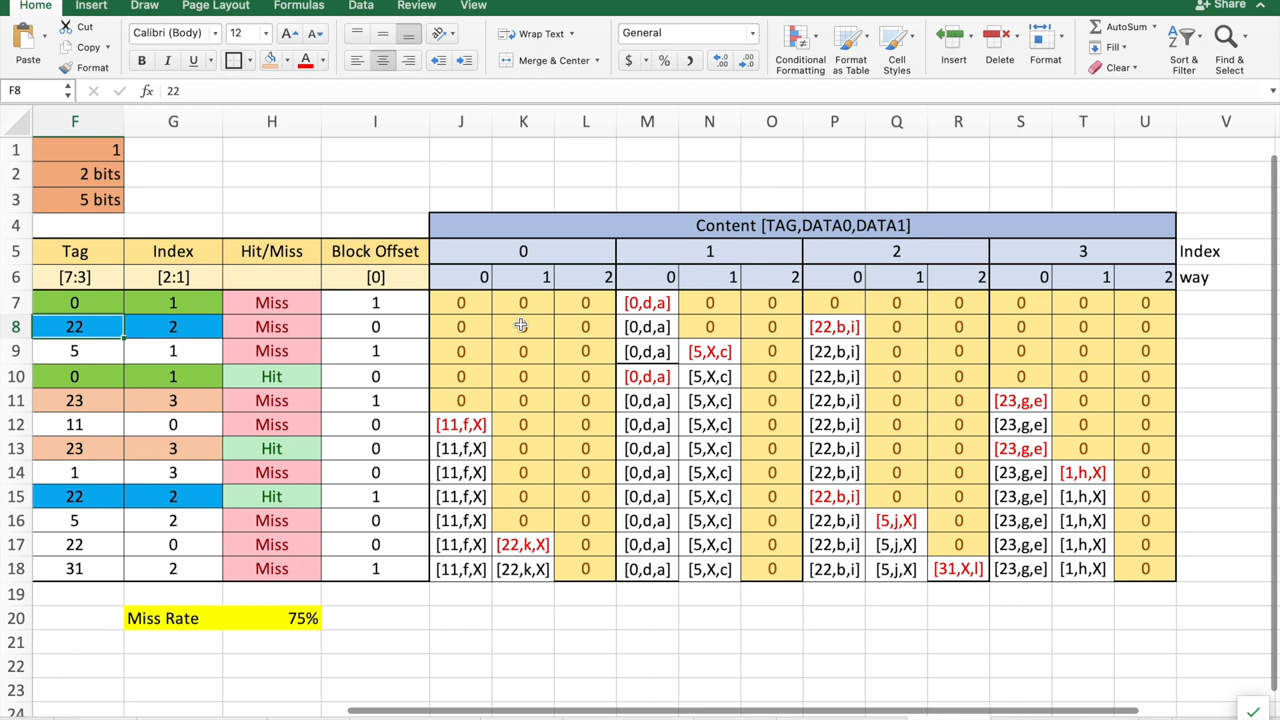 Home Insert Draw Page Layout Formulas Data Review View Share
Cut Calibri (Body) 12 A A Wrap Text General AutoSum
Copy Fill
Paste Format B I U A Merge & Center $ % Conditional Formatting Format as Table Cell Styles Insert Delete Format Clear Sort & Filter Find & Select
F8 fx 22
F G H I J K L M N O P Q R S T U V
1 1
2 2 bits
3 5 bits
4 Content [TAG,DATA0,DATA1]
5 Tag Index Hit/Miss Block Offset 0 1 2 3 Index
6 [7:3] [2:1] [0] 0 1 2 0 1 2 0 1 2 0 1 2 way
7 0 1 Miss 1 0 0 0 [0,d,a] 0 0 0 0 0 0 0 0
8 22 2 Miss 0 0 0 0 [0,d,a] 0 0 [22,b,i] 0 0 0 0 0
9 5 1 Miss 1 0 0 0 [0,d,a] [5,X,c] 0 [22,b,i] 0 0 0 0 0
10 0 1 Hit 0 0 0 0 [0,d,a] [5,X,c] 0 [22,b,i] 0 0 0 0 0
11 23 3 Miss 1 0 0 0 [0,d,a] [5,X,c] 0 [22,b,i] 0 0 [23,g,e] 0 0
12 11 0 Miss 0 [11,f,X] 0 0 [0,d,a] [5,X,c] 0 [22,b,i] 0 0 [23,g,e] 0 0
13 23 3 Hit 0 [11,f,X] 0 0 [0,d,a] [5,X,c] 0 [22,b,i] 0 0 [23,g,e] 0 0
14 1 3 Miss 0 [11,f,X] 0 0 [0,d,a] [5,X,c] 0 [22,b,i] 0 0 [23,g,e] [1,h,X] 0
15 22 2 Hit 1 [11,f,X] 0 0 [0,d,a] [5,X,c] 0 [22,b,i] 0 0 [23,g,e] [1,h,X] 0
16 5 2 Miss 0 [11,f,X] 0 0 [0,d,a] [5,X,c] 0 [22,b,i] [5,j,X] 0 [23,g,e] [1,h,X] 0
17 22 0 Miss 0 [11,f,X] [22,k,X] 0 [0,d,a] [5,X,c] 0 [22,b,i] [5,j,X] 0 [23,g,e] [1,h,X] 0
18 31 2 Miss 1 [11,f,X] [22,k,X] 0 [0,d,a] [5,X,c] 0 [22,b,i] [5,j,X] [31,X,l] [23,g,e] [1,h,X] 0
19
20 Miss Rate 75%
21
22
23
24